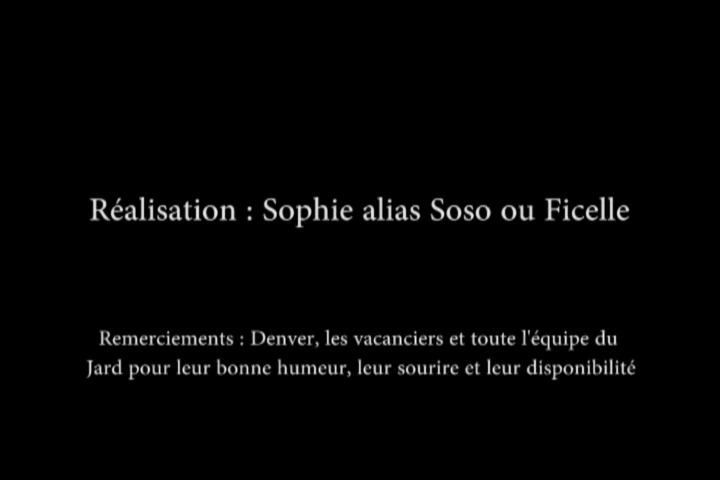 Réalisation : Sophie alias Soso ou Ficelle
Remerciements : Denver, les vacanciers et toute l'équipe du
Jard pour leur bonne humeur, leur sourire et leur disponibilité